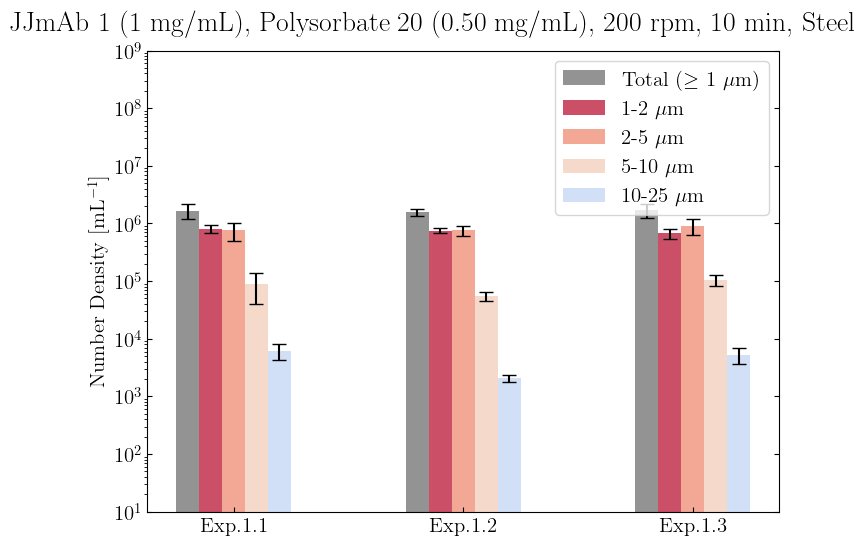 JJmAb 1 (1 mg/mL), Polysorbate 20 (0.50 mg/mL), 200 rpm, 10 min, Steel
Total (≥ 1 μm)
1-2 μm
2-5 μm
5-10 μm
10-25 μm
Number Density [mL⁻¹]
10⁹
10⁸
10⁷
10⁶
10⁵
10⁴
10³
10²
10¹
Exp.1.1 Exp.1.2 Exp.1.3